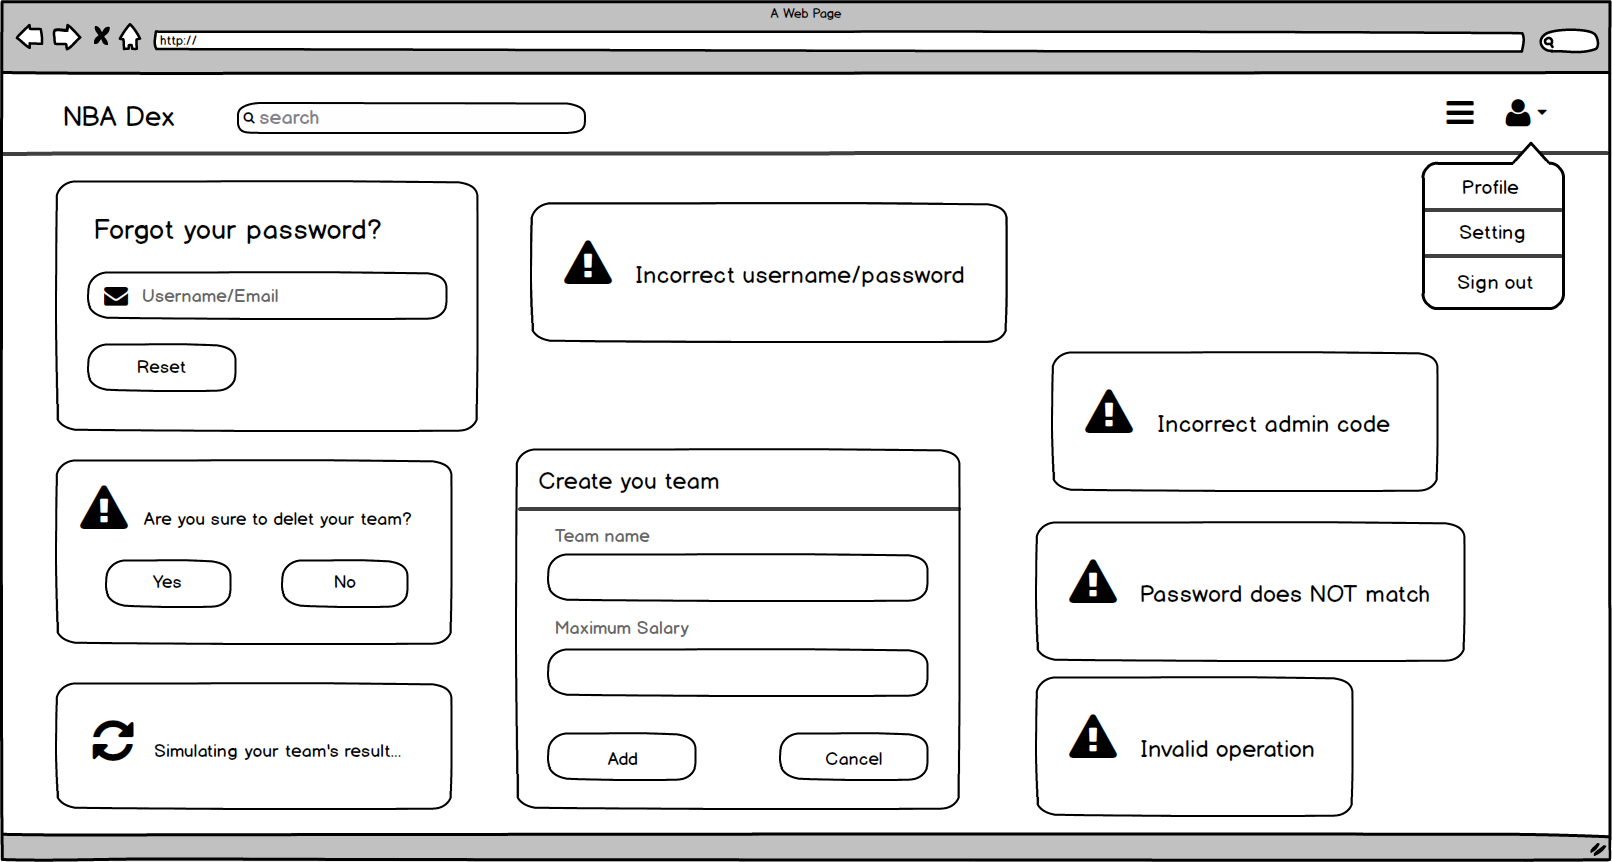 A Web Page
http://
NBA Dex
search
Profile
Setting
Sign out
Forgot your password?
Username/Email
Reset
Incorrect username/password
Incorrect admin code
Are you sure to delet your team?
Yes
No
Create you team
Team name
Maximum Salary
Add
Cancel
Password does NOT match
Simulating your team's result...
Invalid operation